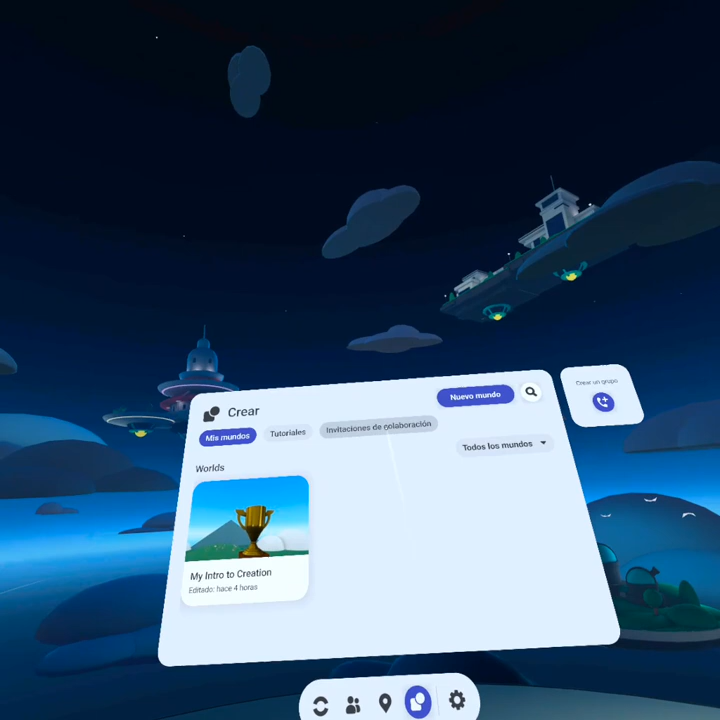 Crear un grupo
Crear
Nuevo mundo
Mis mundos
Tutoriales
Invitaciones de colaboración
Todos los mundos
Worlds
My Intro to Creation
Editado: hace 4 horas